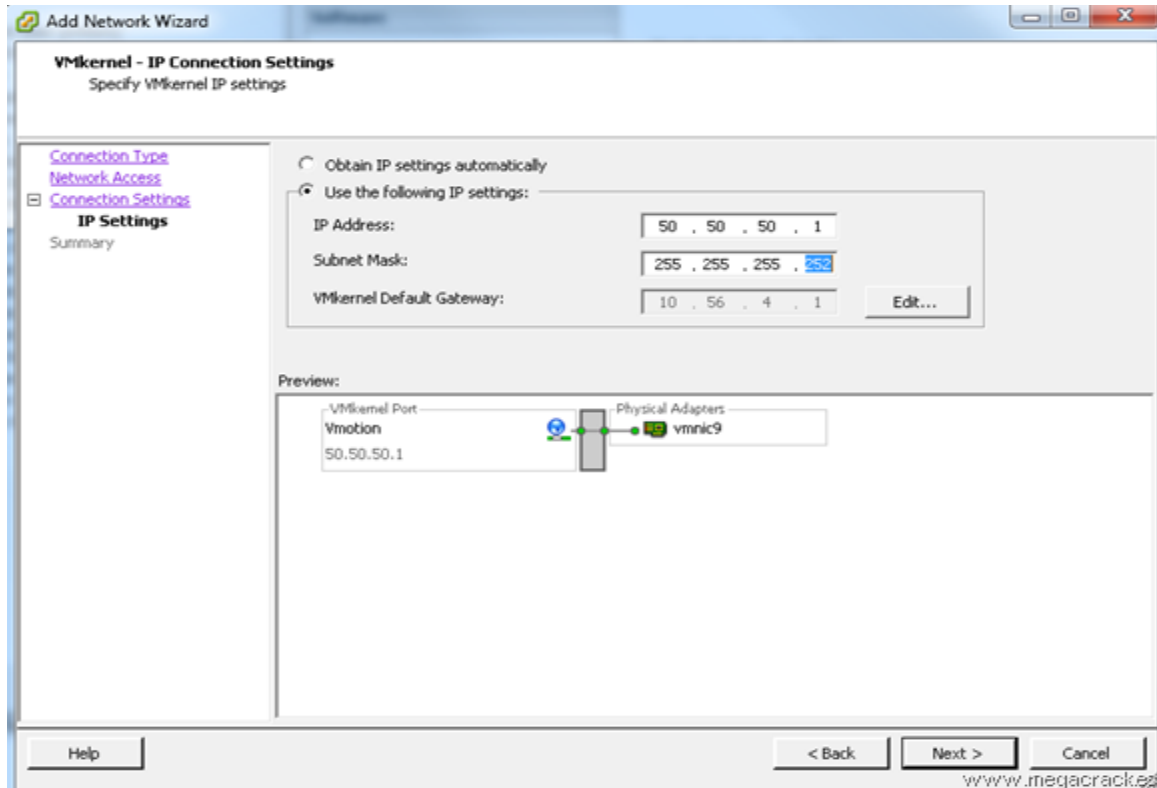 Add Network Wizard
VMkernel - IP Connection Settings
Specify VMkernel IP settings
Connection Type
Network Access
Connection Settings
IP Settings
Summary
Obtain IP settings automatically
Use the following IP settings:
IP Address: 50 . 50 . 50 . 1
Subnet Mask: 255 . 255 . 255 . 252
VMkernel Default Gateway: 10 . 56 . 4 . 1 Edit...
Preview:
VMkernel Port Physical Adapters
Vmotion vmnic9
50.50.50.1
Help < Back Next > Cancel